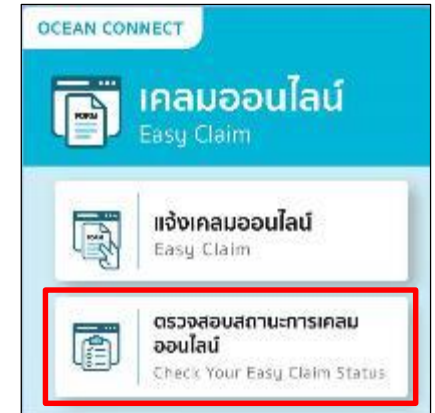 OCEAN CONNECT
FORM
เคลมออนไลน์
Easy Claim
แจ้งเคลมออนไลน์
Easy Claim
ตรวจสอบสถานะการเคลม
ออนไลน์
Check Your Easy Claim Status